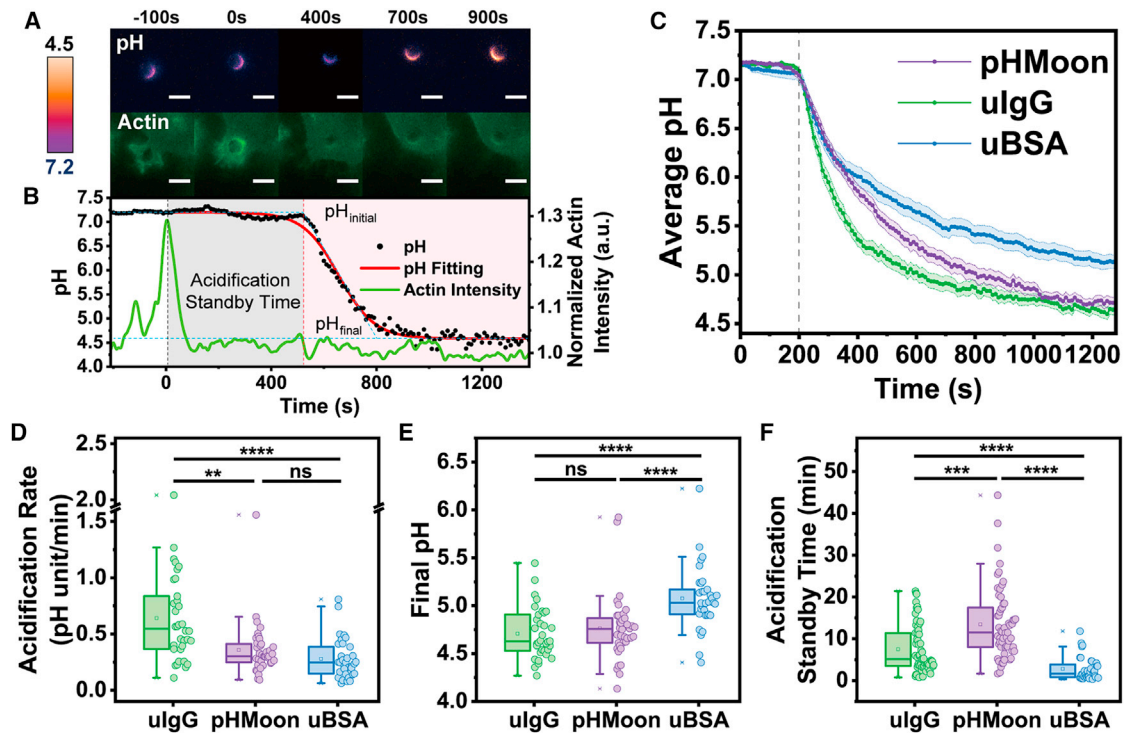 A
-100s 0s 400s 700s 900s
4.5
7.2
pH
Actin
B
7.5
7.0
6.5
6.0
5.5
5.0
4.5
4.0
pH
pHinitial
pH
pH Fitting
Actin Intensity
Acidification
Standby Time
pHfinal
1.3
1.2
1.1
1.0
Normalized Actin
Intensity (a.u.)
0 400 800 1200
Time (s)
C
7.5
7.0
6.5
6.0
5.5
5.0
4.5
Average pH
pHMoon
uIgG
uBSA
0 200 400 600 800 1000 1200
Time (s)
D
2.5
2.0
1.5
1.0
0.5
0.0
Acidification Rate
(pH unit/min)
****
** ns
uIgG pHMoon uBSA
E
6.5
6.0
5.5
5.0
4.5
4.0
Final pH
****
ns ****
uIgG pHMoon uBSA
F
50
40
30
20
10
0
Acidification
Standby Time (min)
****
*** ****
uIgG pHMoon uBSA